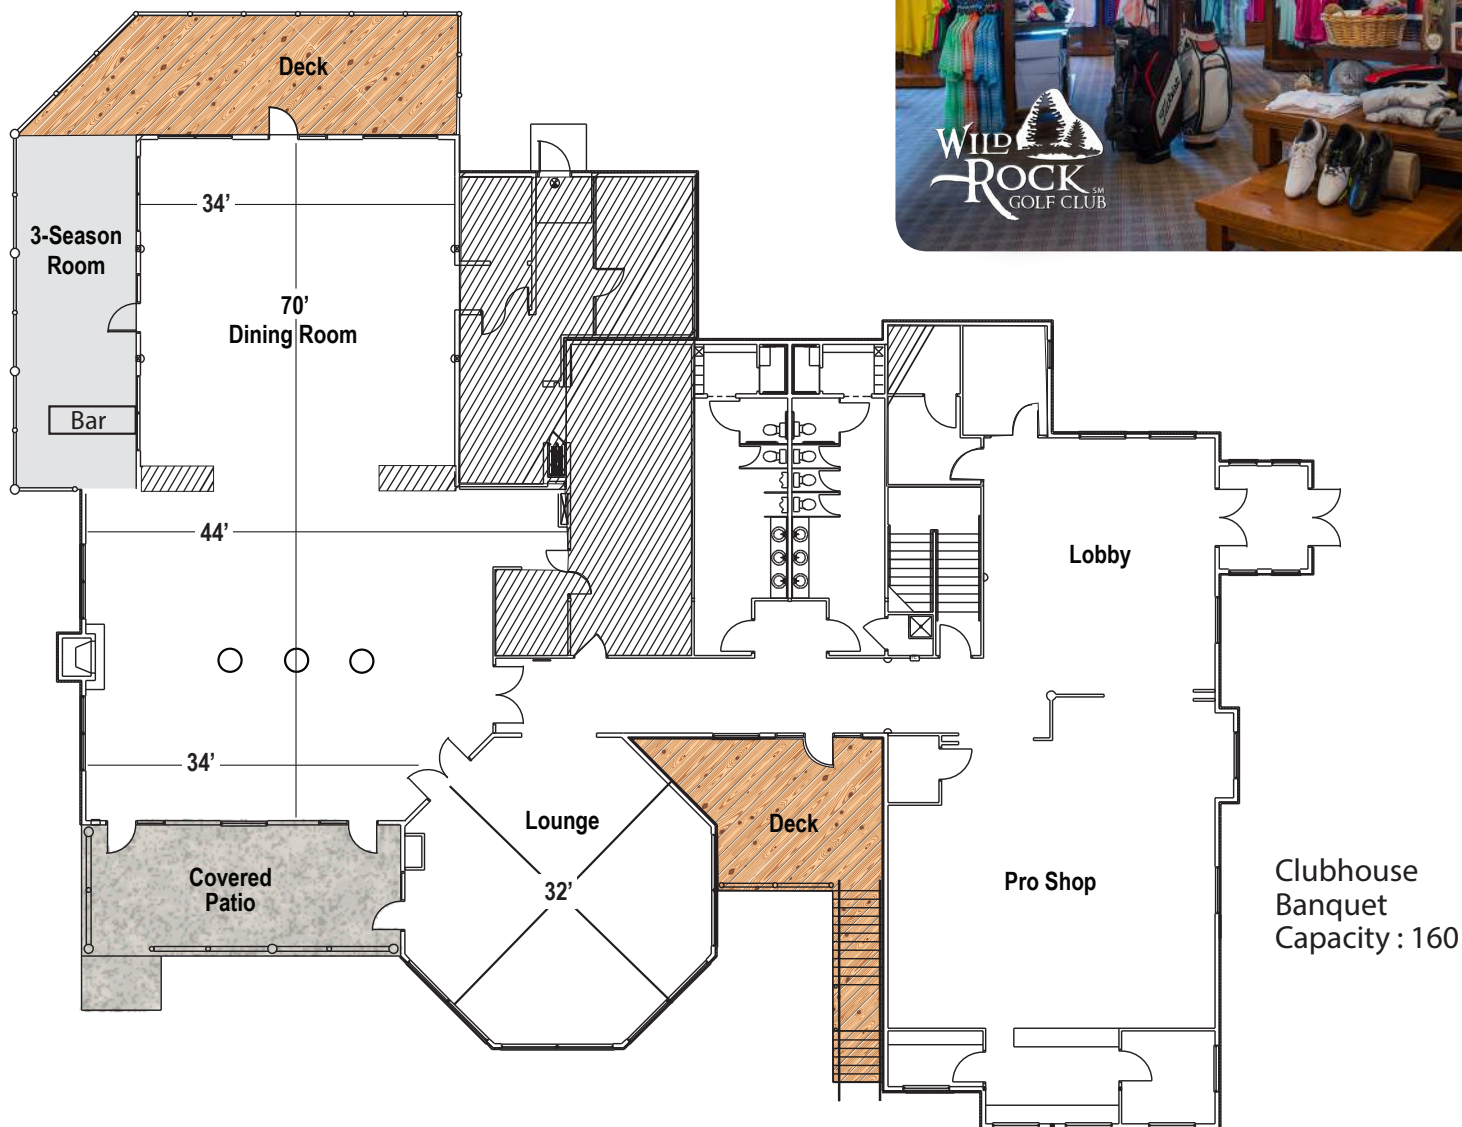 Deck
WILD
ROCK
SM
GOLF CLUB
Titleist
34’
3-Season
Room
70’
Dining Room
Bar
44’
Lobby
34’
Lounge
Deck
Covered
Patio
32’
Pro Shop
Clubhouse
Banquet
Capacity : 160